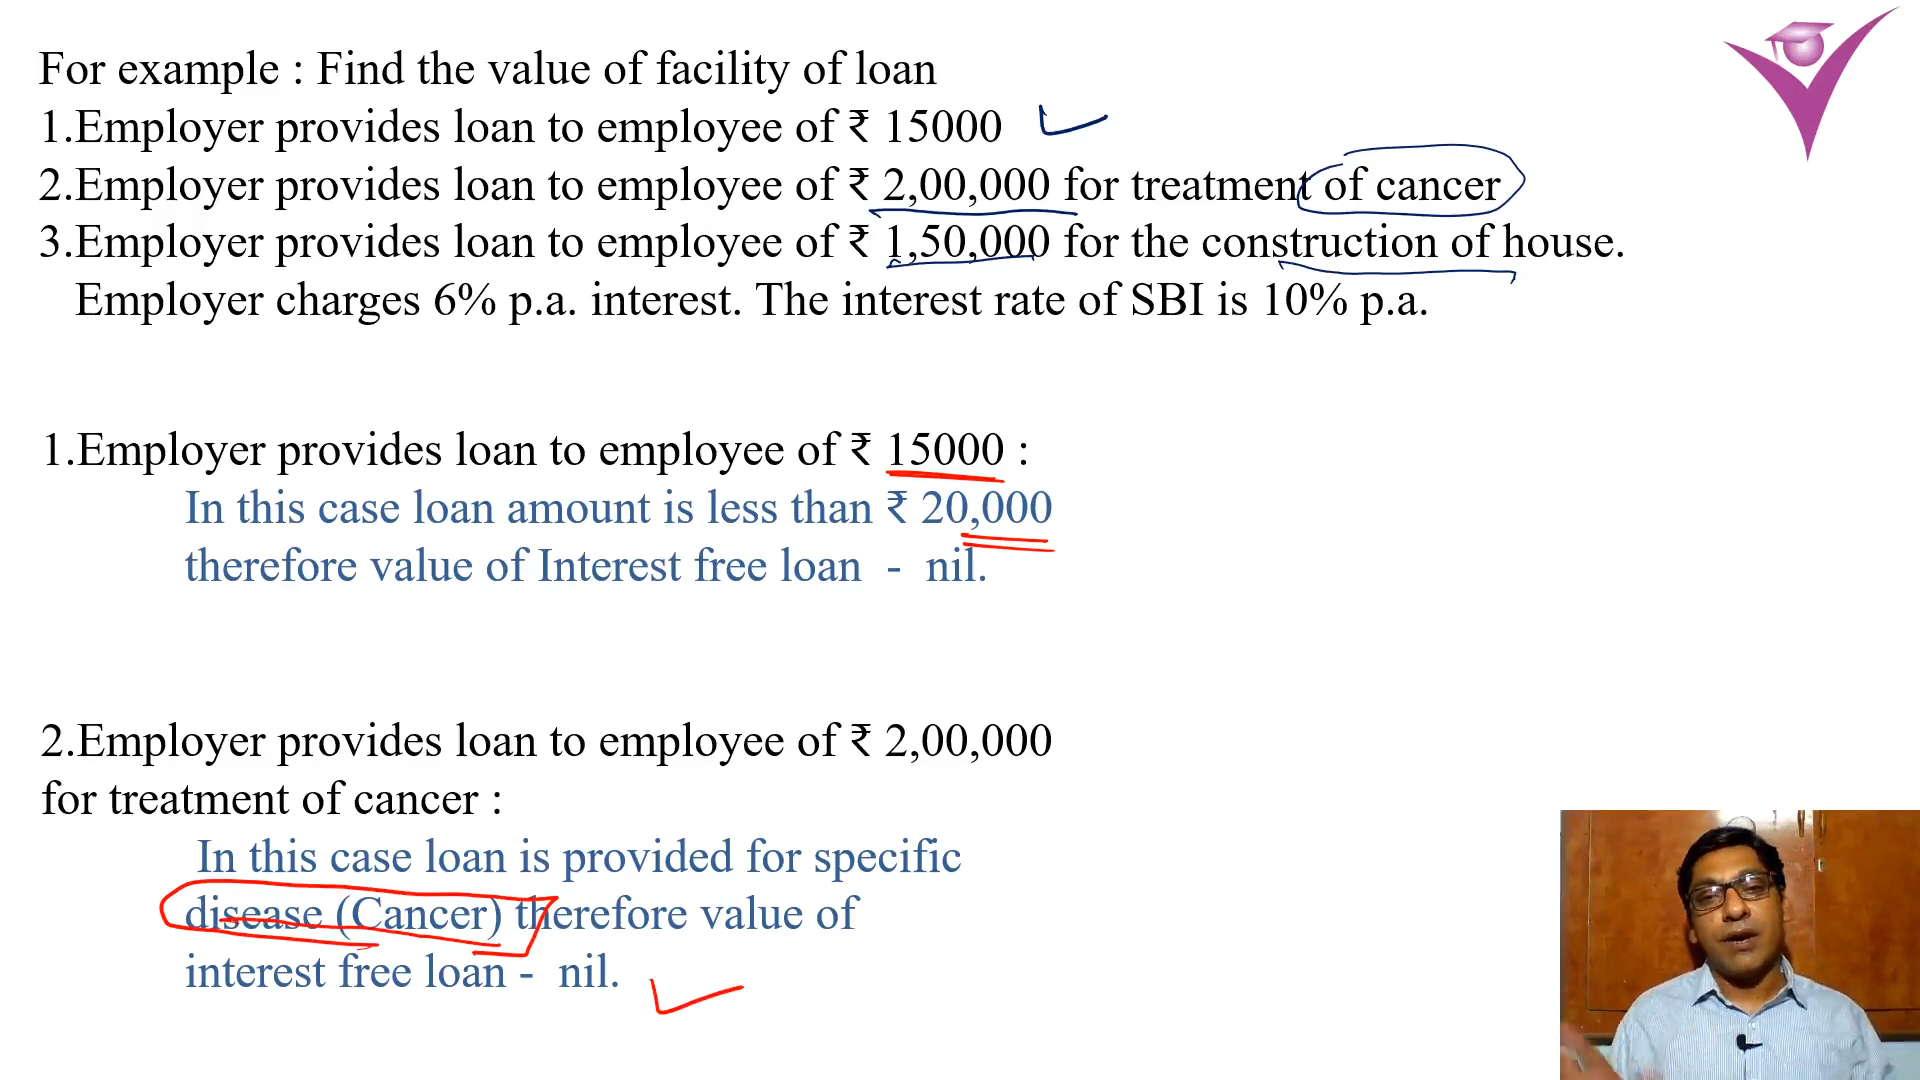 For example : Find the value of facility of loan
1.Employer provides loan to employee of ₹ 15000
2.Employer provides loan to employee of ₹ 2,00,000 for treatment of cancer
3.Employer provides loan to employee of ₹ 1,50,000 for the construction of house.
Employer charges 6% p.a. interest. The interest rate of SBI is 10% p.a.
1.Employer provides loan to employee of ₹ 15000 :
In this case loan amount is less than ₹ 20,000
therefore value of Interest free loan - nil.
2.Employer provides loan to employee of ₹ 2,00,000
for treatment of cancer :
In this case loan is provided for specific
disease (Cancer) therefore value of
interest free loan - nil.